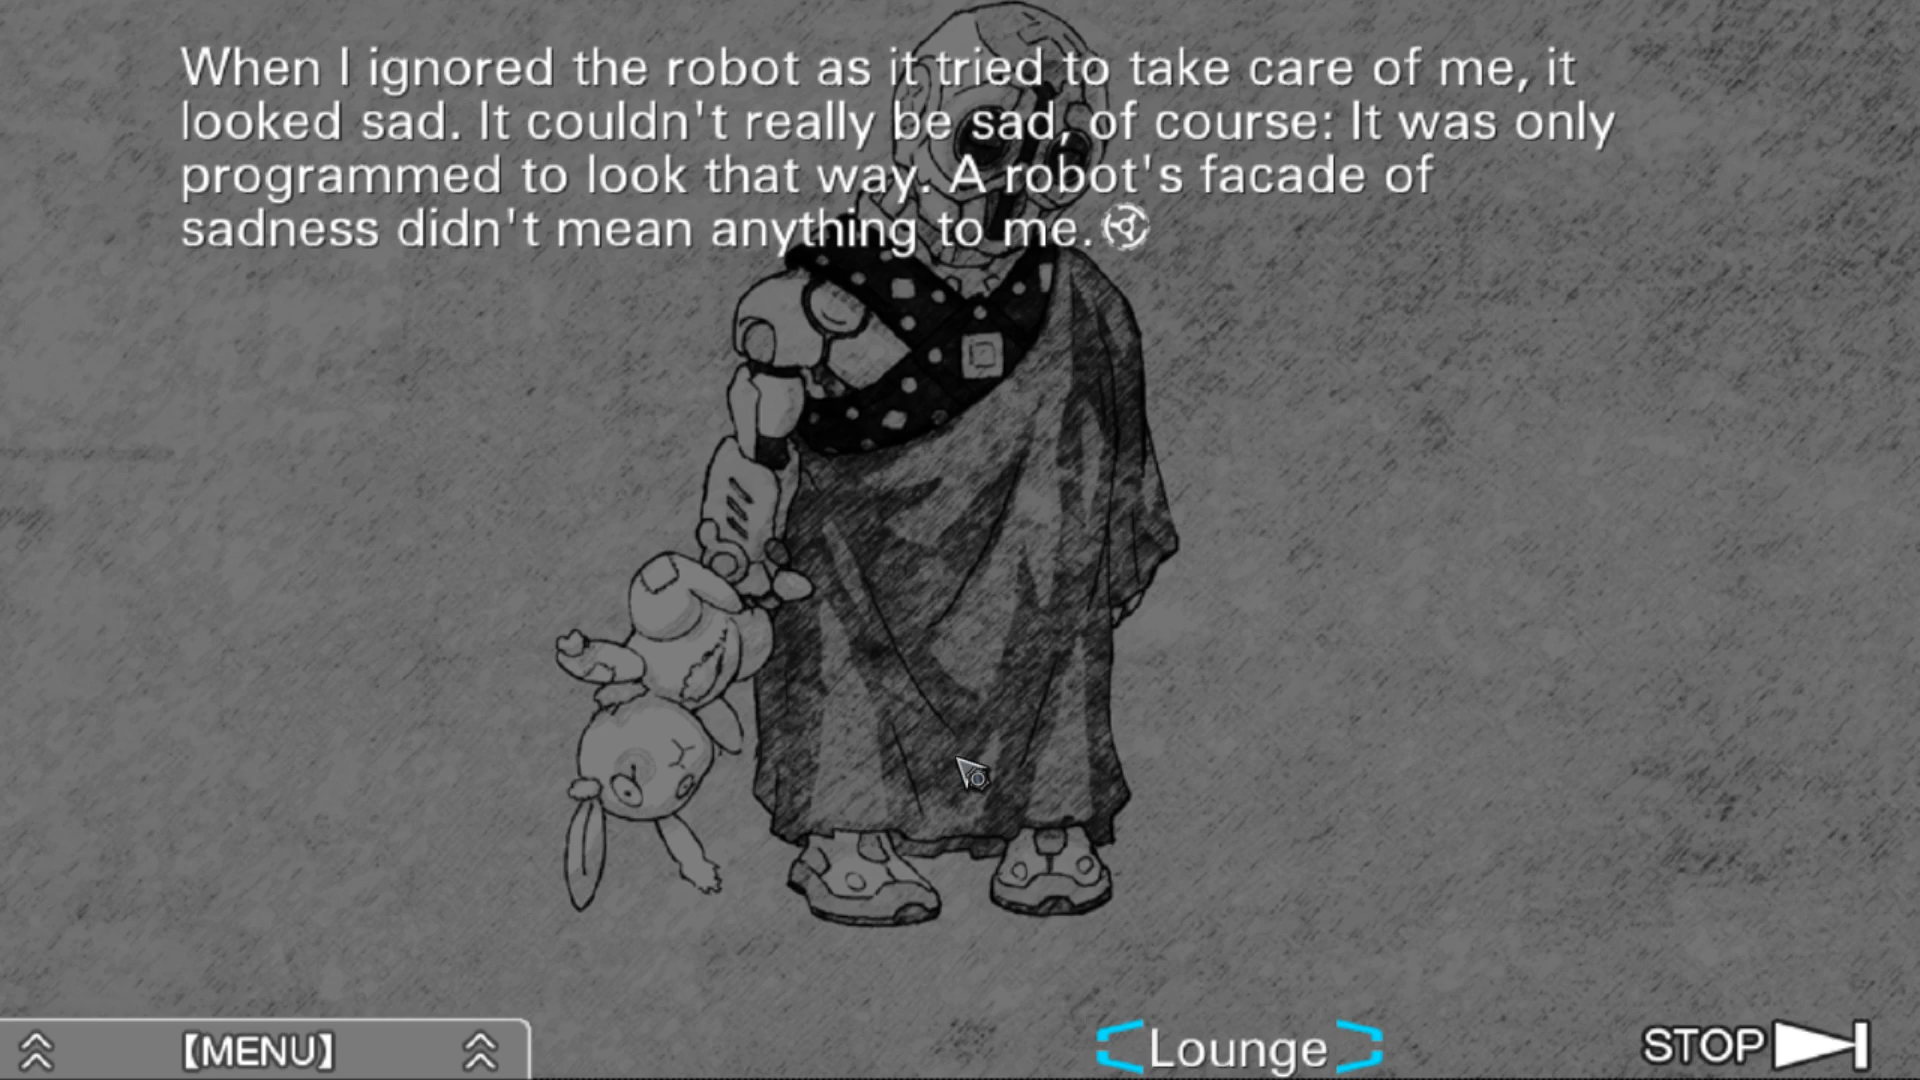 When I ignored the robot as it tried to take care of me, it
looked sad. It couldn't really be sad, of course: It was only
programmed to look that way. A robot's facade of
sadness didn't mean anything to me.
【MENU】
Lounge
STOP